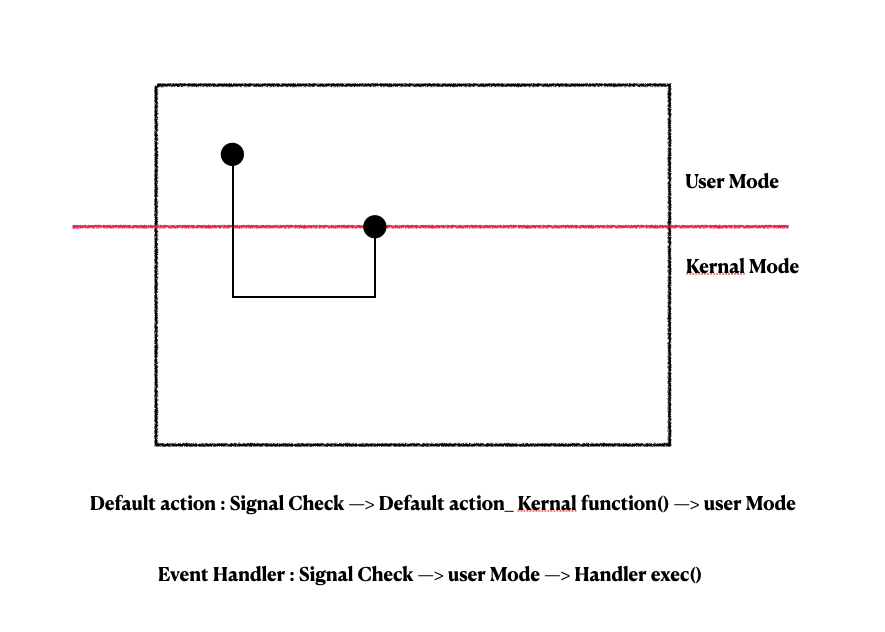 User Mode
Kernal Mode
Default action : Signal Check —> Default action_ Kernal function() —> user Mode
Event Handler : Signal Check —> user Mode —> Handler exec()